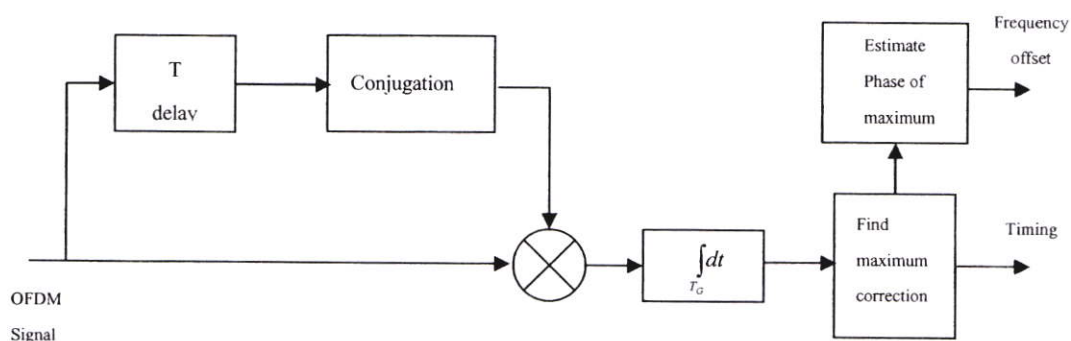 T
delay
Conjugation
Estimate
Phase of
maximum
Frequency
offset
∫dt
T_G
Find
maximum
correction
Timing
OFDM
Signal